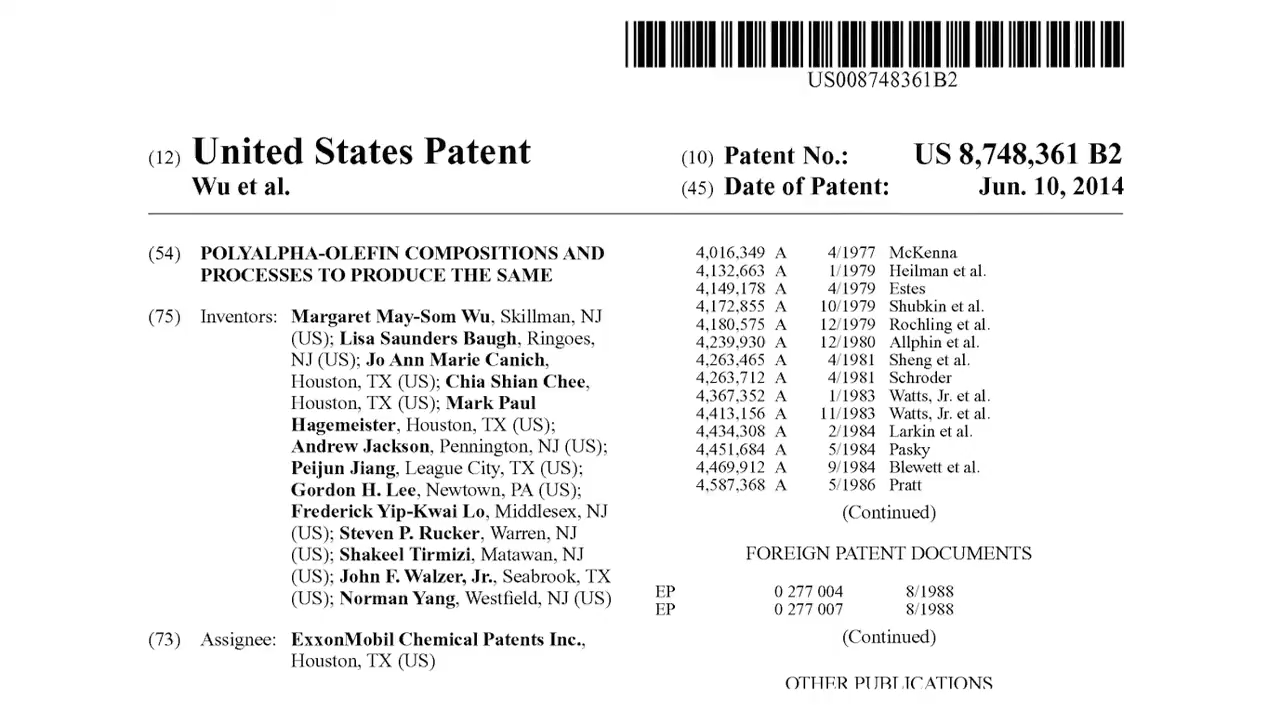 US008748361B2
(12) United States Patent
Wu et al.
(10) Patent No.: US 8,748,361 B2
(45) Date of Patent: Jun. 10, 2014
(54) POLYALPHA-OLEFIN COMPOSITIONS AND
PROCESSES TO PRODUCE THE SAME
(75) Inventors: Margaret May-Som Wu, Skillman, NJ
(US); Lisa Saunders Baugh, Ringoes,
NJ (US); Jo Ann Marie Canich,
Houston, TX (US); Chia Shian Chee,
Houston, TX (US); Mark Paul
Hagemeister, Houston, TX (US);
Andrew Jackson, Pennington, NJ (US);
Peijun Jiang, League City, TX (US);
Gordon H. Lee, Newtown, PA (US);
Frederick Yip-Kwai Lo, Middlesex, NJ
(US); Steven P. Rucker, Warren, NJ
(US); Shakeel Tirmizi, Matawan, NJ
(US); John F. Walzer, Jr., Seabrook, TX
(US); Norman Yang, Westfield, NJ (US)
(73) Assignee: ExxonMobil Chemical Patents Inc.,
Houston, TX (US)
4,016,349 A 4/1977 McKenna
4,132,663 A 1/1979 Heilman et al.
4,149,178 A 4/1979 Estes
4,172,855 A 10/1979 Shubkin et al.
4,180,575 A 12/1979 Rochling et al.
4,239,930 A 12/1980 Allphin et al.
4,263,465 A 4/1981 Sheng et al.
4,263,712 A 4/1981 Schroder
4,367,352 A 1/1983 Watts, Jr. et al.
4,413,156 A 11/1983 Watts, Jr. et al.
4,434,308 A 2/1984 Larkin et al.
4,451,684 A 5/1984 Pasky
4,469,912 A 9/1984 Blewett et al.
4,587,368 A 5/1986 Pratt
(Continued)
FOREIGN PATENT DOCUMENTS
EP 0 277 004 8/1988
EP 0 277 007 8/1988
(Continued)
OTHER PUBLICATIONS